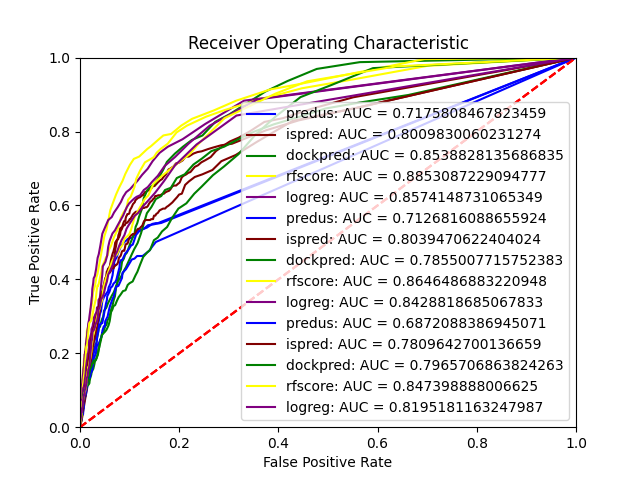 Receiver Operating Characteristic
True Positive Rate
1.0
0.8
0.6
0.4
0.2
0.0
predus: AUC = 0.7175808467823459
ispred: AUC = 0.8009830060231274
dockpred: AUC = 0.8538828135686835
rfscore: AUC = 0.8853087229094777
logreg: AUC = 0.8574148731065349
predus: AUC = 0.7126816088655924
ispred: AUC = 0.8039470622404024
dockpred: AUC = 0.7855007715752383
rfscore: AUC = 0.8646486883220948
logreg: AUC = 0.8428818685067833
predus: AUC = 0.6872088386945071
ispred: AUC = 0.7809642700136659
dockpred: AUC = 0.7965706863824263
rfscore: AUC = 0.847398888006625
logreg: AUC = 0.8195181163247987
0.0 0.2 0.4 0.6 0.8 1.0
False Positive Rate